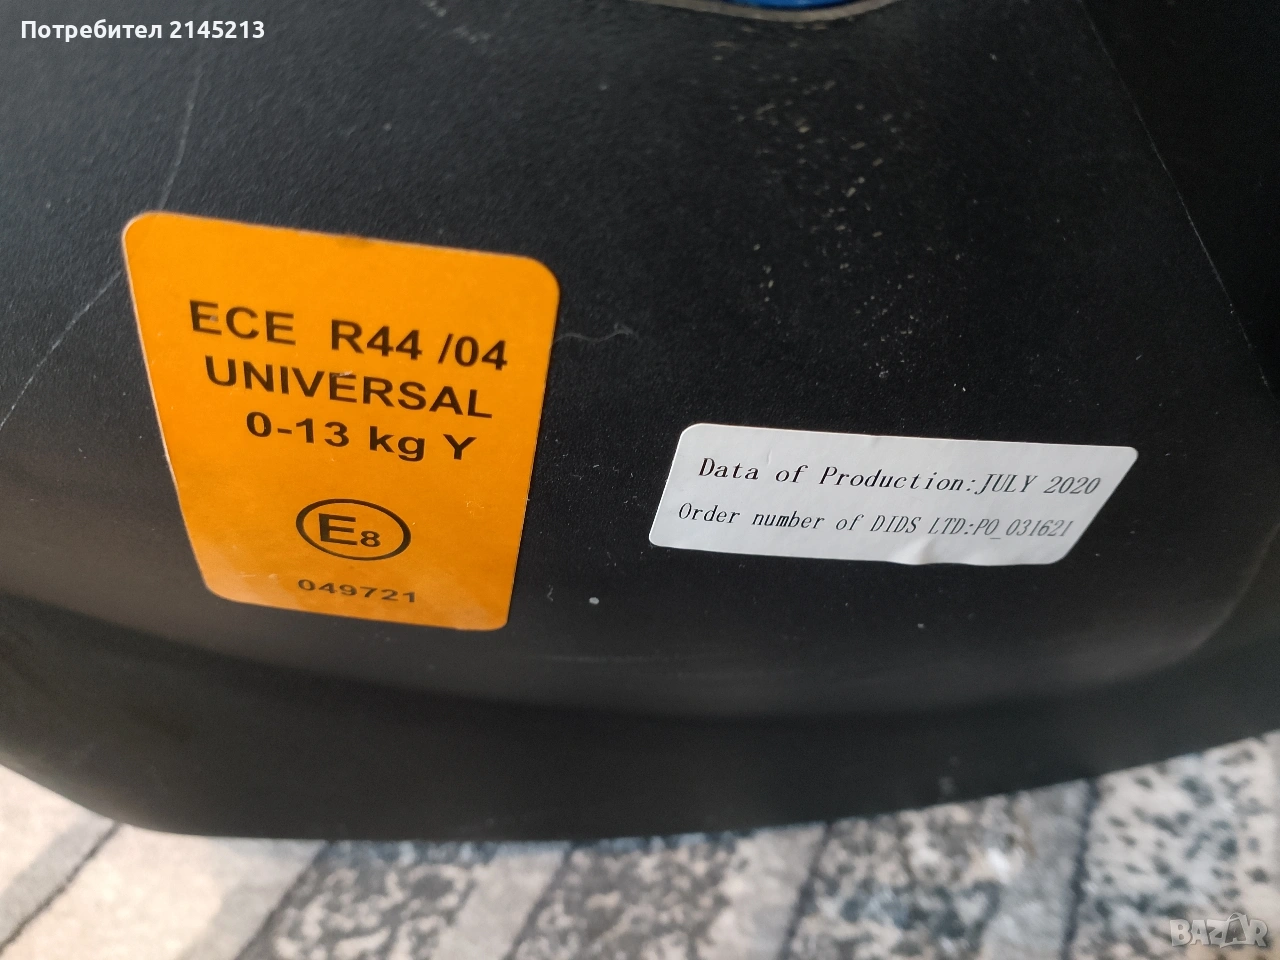 Потребител 2145213
ECE R44 /04
UNIVERSAL
0-13 kg Y
E8
049721
Data of Production:JULY 2020
Order number of DIDS LTD:PO_031621
BAZAR